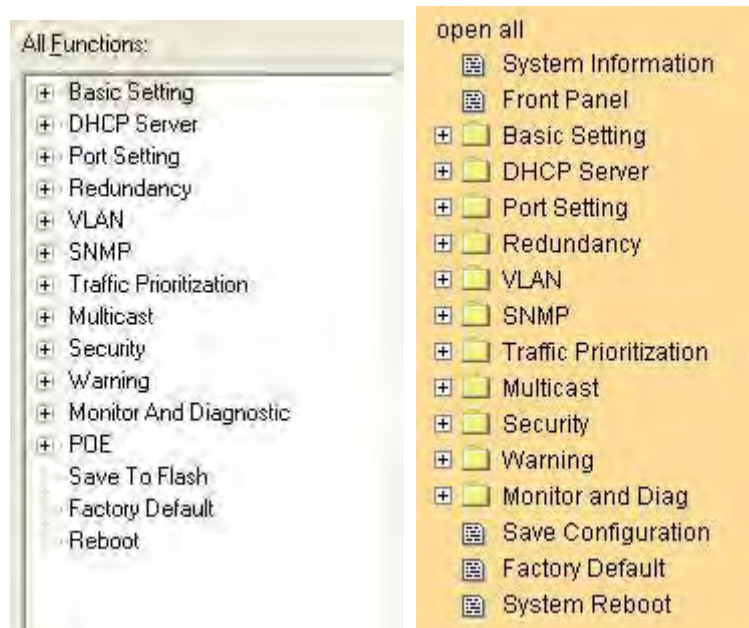 All Functions:
Basic Setting
DHCP Server
Port Setting
Redundancy
VLAN
SNMP
Traffic Prioritization
Multicast
Security
Warning
Monitor And Diagnostic
POE
Save To Flash
Factory Default
Reboot
open all
System Information
Front Panel
Basic Setting
DHCP Server
Port Setting
Redundancy
VLAN
SNMP
Traffic Prioritization
Multicast
Security
Warning
Monitor and Diag
Save Configuration
Factory Default
System Reboot